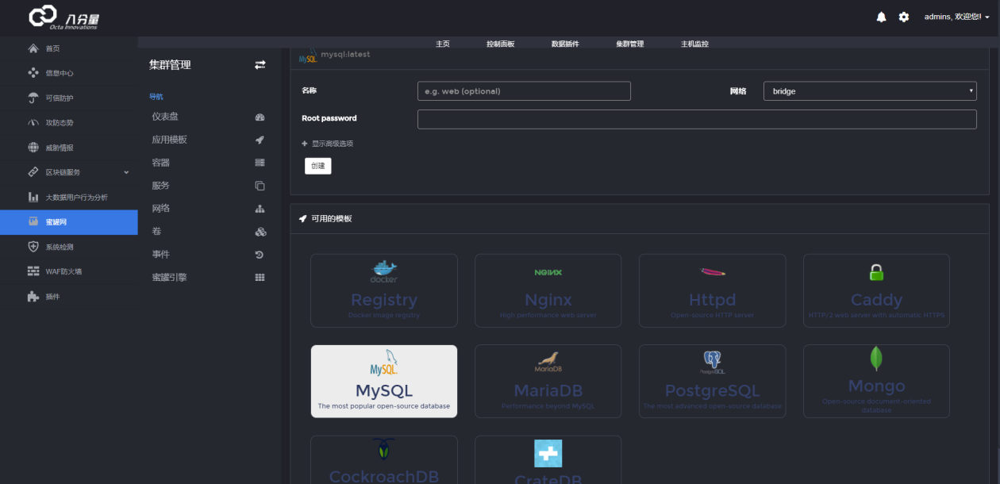 八分量
Octa Innovations
admins, 欢迎您!
主页
控制面板
数据插件
集群管理
主机监控
首页
信息中心
可信防护
攻防态势
威胁情报
区块链服务
大数据用户行为分析
蜜罐网
系统检测
WAF防火墙
插件
集群管理
导航
仪表盘
应用模板
容器
服务
网络
卷
事件
蜜罐引擎
MySQL
mysql:latest
名称
e.g. web (optional)
网络
bridge
Root password
显示高级选项
创建
可用的模板
docker
Registry
Docker image registry
NGINX
Nginx
High performance web server
Httpd
Open-source HTTP server
Caddy
HTTP/2 web server with automatic HTTPS
MySQL
MySQL
The most popular open-source database
MariaDB
MariaDB
Performance beyond MySQL
PostgreSQL
PostgreSQL
The most advanced open-source database
Mongo
Open-source document-oriented
database
CockroachDB
CrateDB